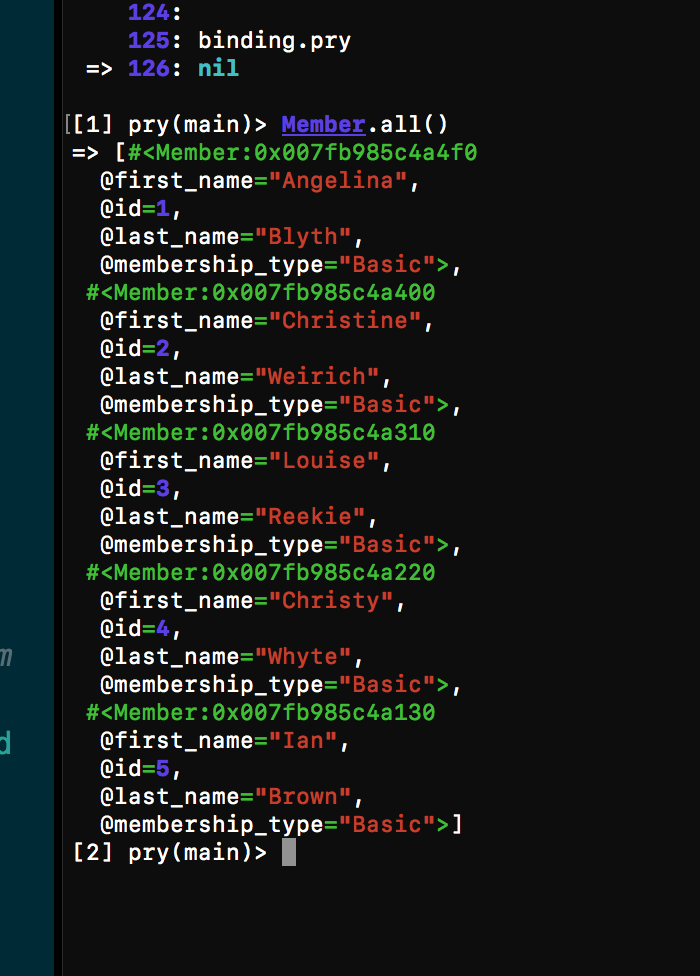 124:
125: binding.pry
=> 126: nil
[[1] pry(main)> Member.all()
=> [#<Member:0x007fb985c4a4f0
@first_name="Angelina",
@id=1,
@last_name="Blyth",
@membership_type="Basic">,
#<Member:0x007fb985c4a400
@first_name="Christine",
@id=2,
@last_name="Weirich",
@membership_type="Basic">,
#<Member:0x007fb985c4a310
@first_name="Louise",
@id=3,
@last_name="Reekie",
@membership_type="Basic">,
#<Member:0x007fb985c4a220
@first_name="Christy",
@id=4,
@last_name="Whyte",
@membership_type="Basic">,
#<Member:0x007fb985c4a130
@first_name="Ian",
@id=5,
@last_name="Brown",
@membership_type="Basic">]
[2] pry(main)>
m
d